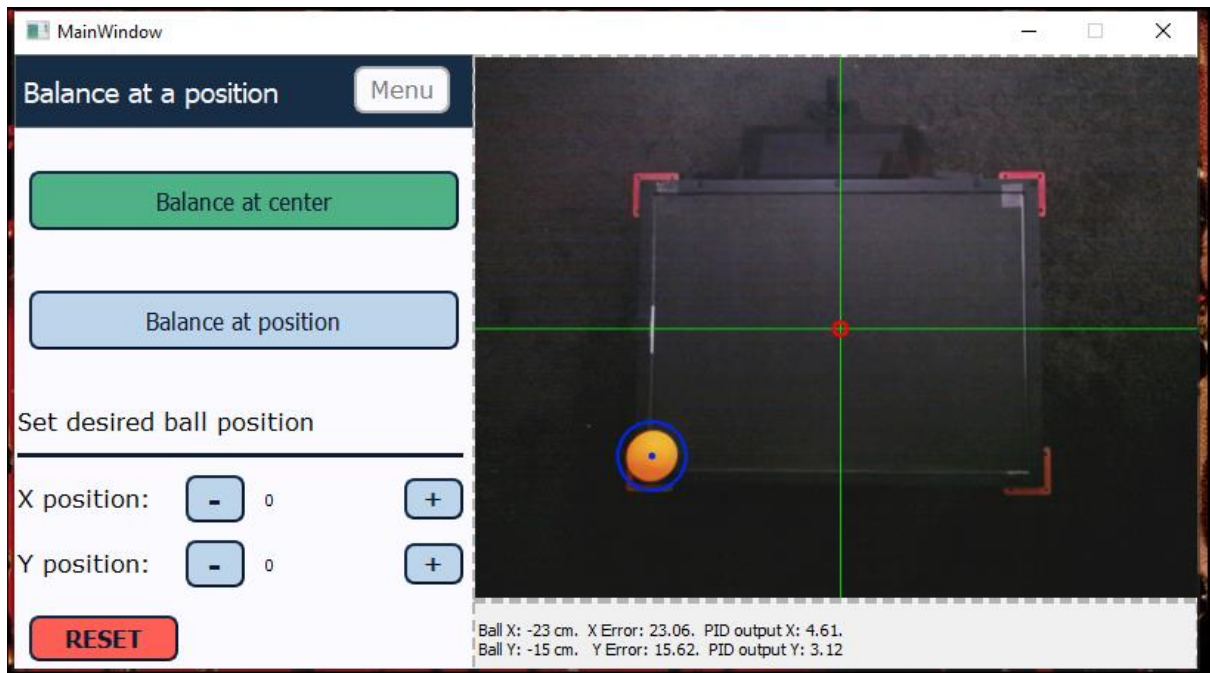 MainWindow
Balance at a position
Menu
Balance at center
Balance at position
Set desired ball position
X position:
-
0
+
Y position:
-
0
+
RESET
Ball X: -23 cm.  X Error: 23.06.  PID output X: 4.61.
Ball Y: -15 cm.   Y Error: 15.62.  PID output Y: 3.12